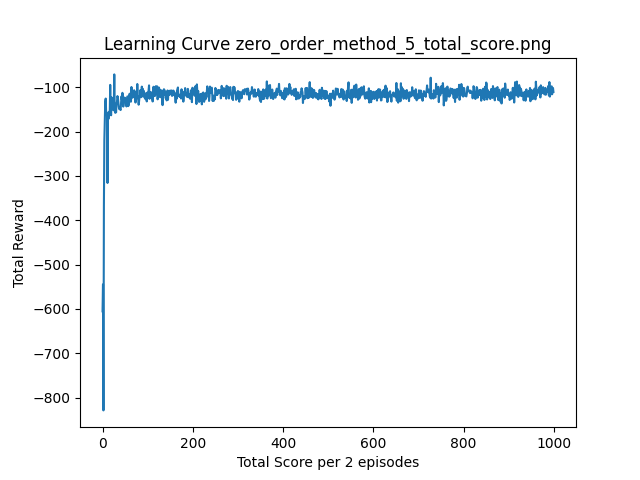 Learning Curve zero_order_method_5_total_score.png
−100
−200
−300
−400
−500
−600
−700
−800
Total Reward
0 200 400 600 800 1000
Total Score per 2 episodes